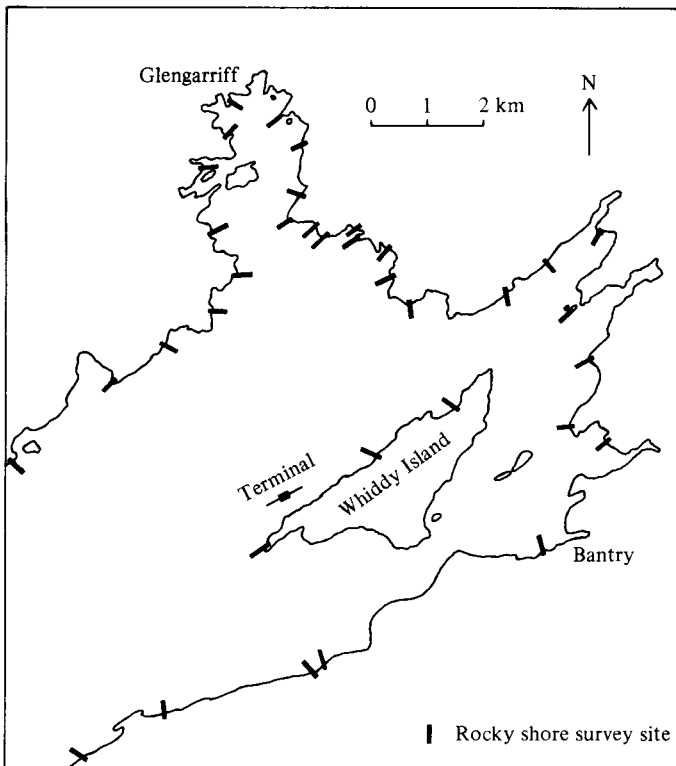 Glengarriff
0 1 2 km
N
Terminal
Whiddy Island
Bantry
Rocky shore survey site